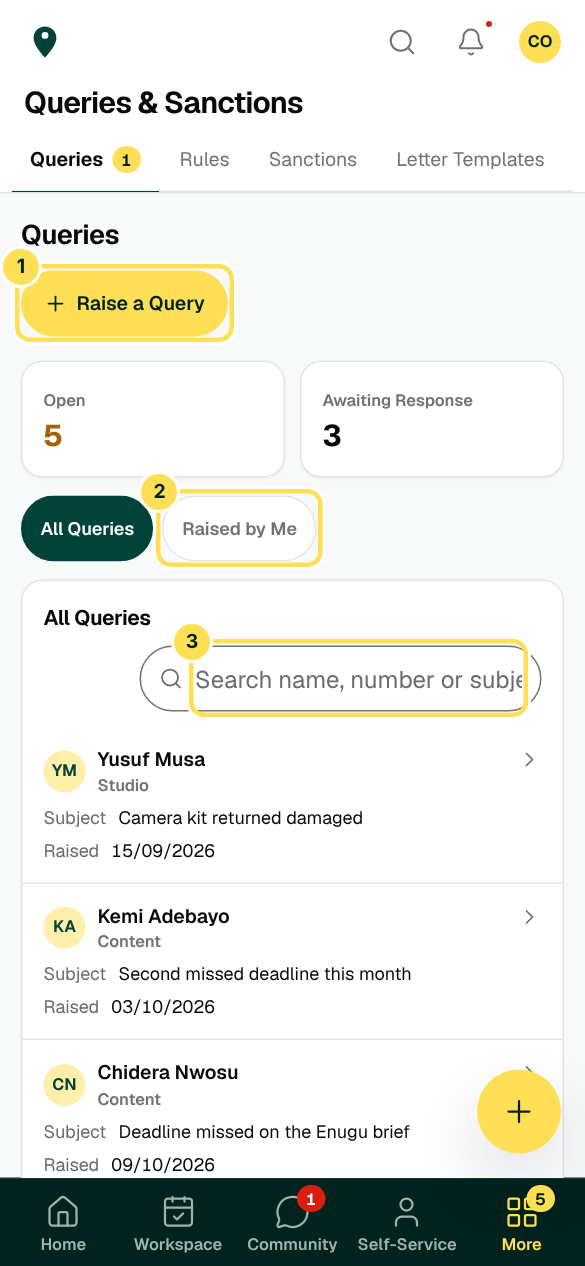 CO
Queries & Sanctions
Queries 1 Rules Sanctions Letter Templates
Queries
1
+ Raise a Query
Open
5
Awaiting Response
3
2
All Queries Raised by Me
All Queries
3
Search name, number or subje
YM Yusuf Musa
Studio
Subject Camera kit returned damaged
Raised 15/09/2026
KA Kemi Adebayo
Content
Subject Second missed deadline this month
Raised 03/10/2026
CN Chidera Nwosu
Content
Subject Deadline missed on the Enugu brief
Raised 09/10/2026
+
1 5
Home Workspace Community Self-Service More